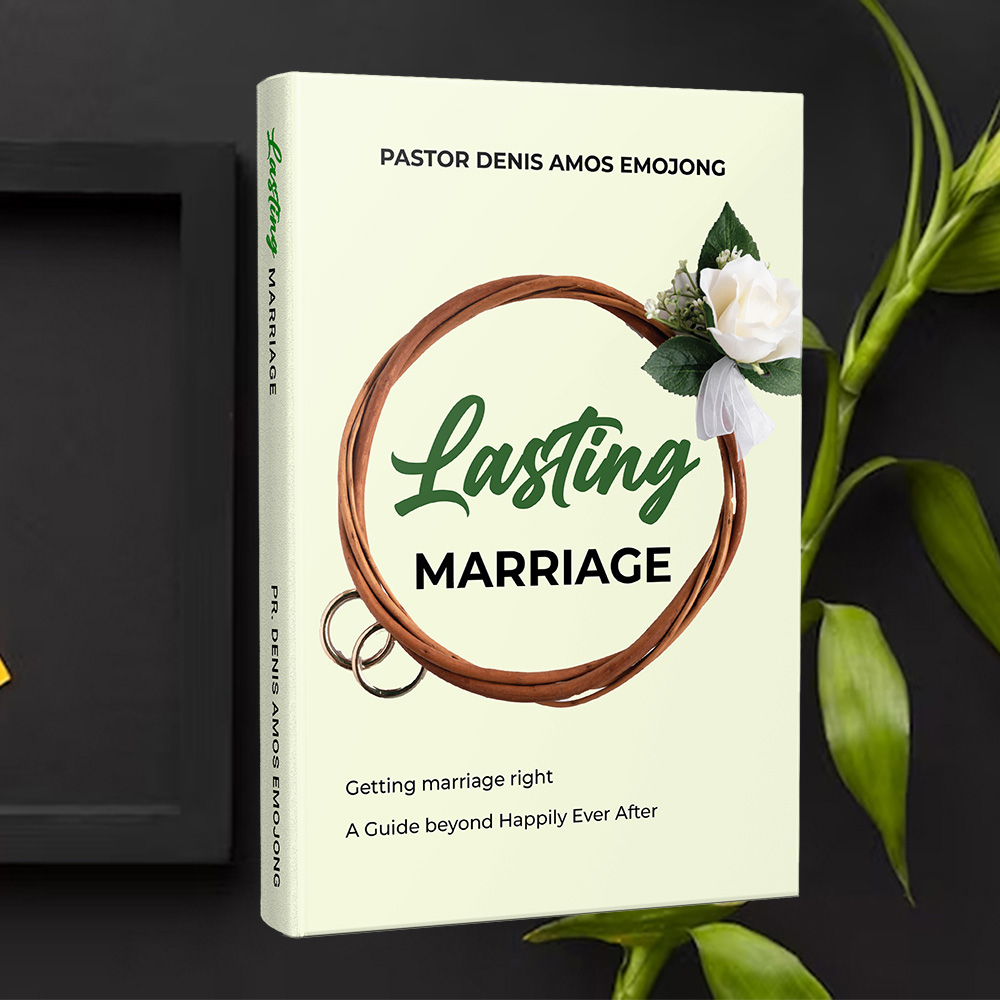 PASTOR DENIS AMOS EMOJONG
Lasting
MARRIAGE
Getting marriage right
A Guide beyond Happily Ever After
Lasting MARRIAGE
PR. DENIS AMOS EMOJONG